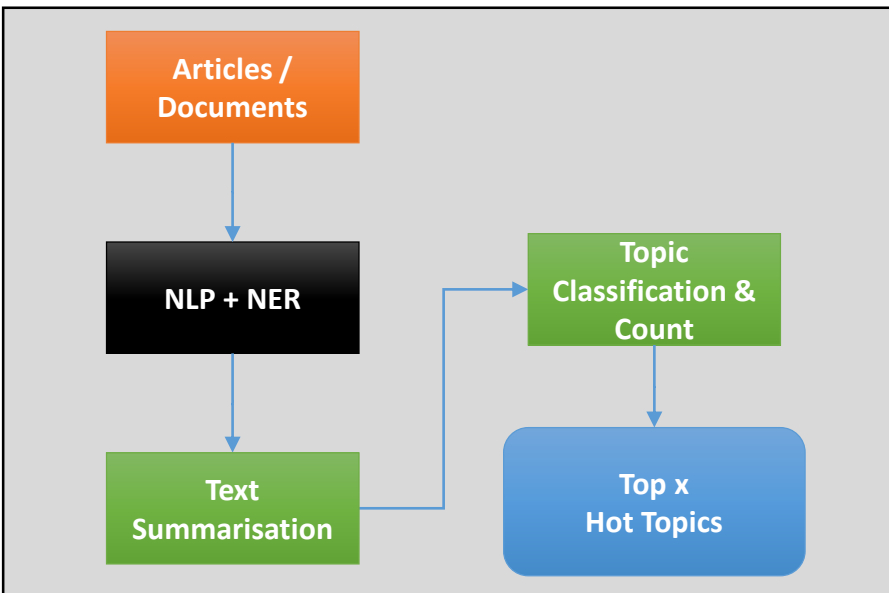 Articles /
Documents
NLP + NER
Text
Summarisation
Topic
Classification &
Count
Top x
Hot Topics